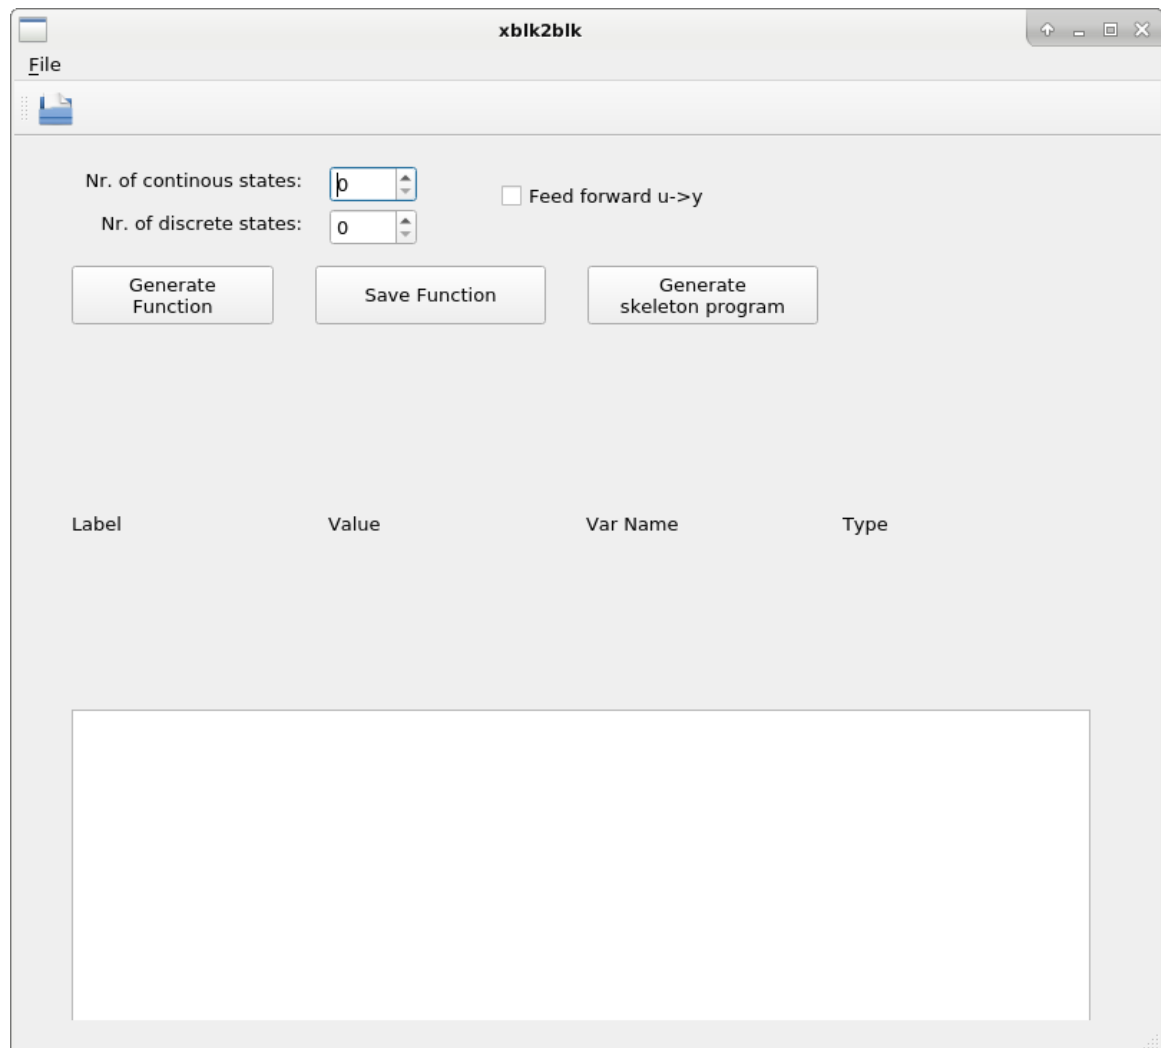 xblk2blk
File
Nr. of continous states:
0
Feed forward u->y
Nr. of discrete states:
0
Generate
Function
Save Function
Generate
skeleton program
Label
Value
Var Name
Type